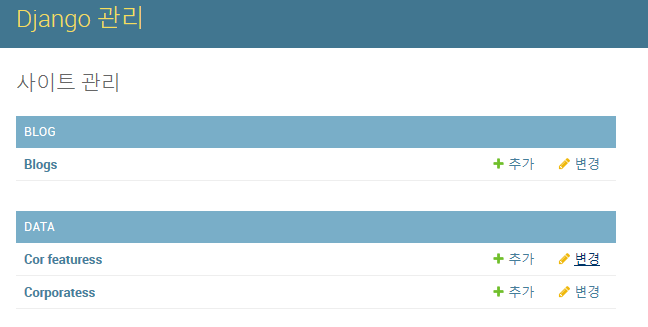 Django 관리
사이트 관리
BLOG
Blogs 추가 변경
DATA
Cor featuress 추가 변경
Corporatess 추가 변경